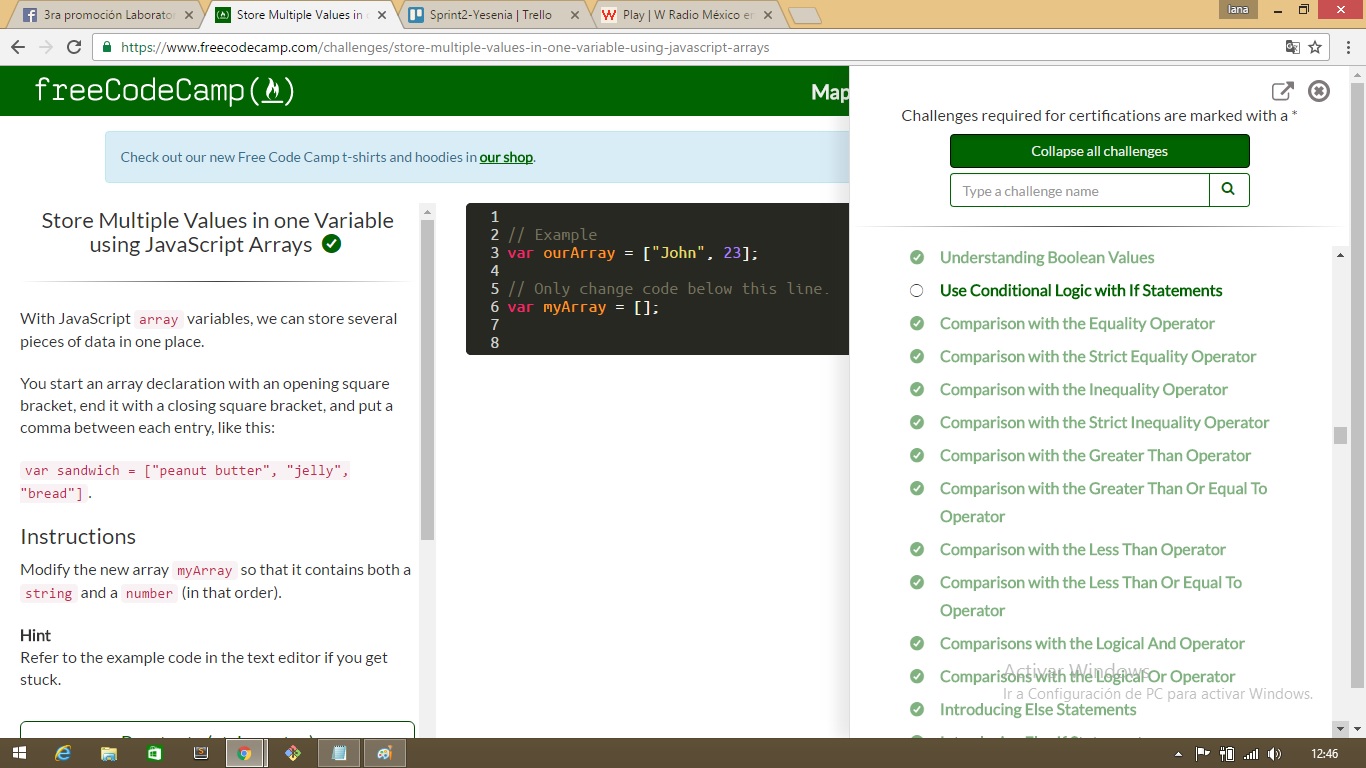 3ra promoción Laborator
Store Multiple Values in
Sprint2-Yesenia | Trello
Play | W Radio México en
Iana
https://www.freecodecamp.com/challenges/store-multiple-values-in-one-variable-using-javascript-arrays
freeCodeCamp
Map
Check out our new Free Code Camp t-shirts and hoodies in our shop.
Store Multiple Values in one Variable
using JavaScript Arrays
With JavaScript array variables, we can store several
pieces of data in one place.
You start an array declaration with an opening square
bracket, end it with a closing square bracket, and put a
comma between each entry, like this:
var sandwich = ["peanut butter", "jelly",
"bread"] .
Instructions
Modify the new array myArray so that it contains both a
string and a number (in that order).
Hint
Refer to the example code in the text editor if you get
stuck.
1
2 // Example
3 var ourArray = ["John", 23];
4
5 // Only change code below this line.
6 var myArray = [];
7
8
Challenges required for certifications are marked with a *
Collapse all challenges
Type a challenge name
Understanding Boolean Values
Use Conditional Logic with If Statements
Comparison with the Equality Operator
Comparison with the Strict Equality Operator
Comparison with the Inequality Operator
Comparison with the Strict Inequality Operator
Comparison with the Greater Than Operator
Comparison with the Greater Than Or Equal To
Operator
Comparison with the Less Than Operator
Comparison with the Less Than Or Equal To
Operator
Comparisons with the Logical And Operator
Comparisons with the Logical Or Operator
Introducing Else Statements
Activar Windows
Ir a Configuración de PC para activar Windows.
12:46